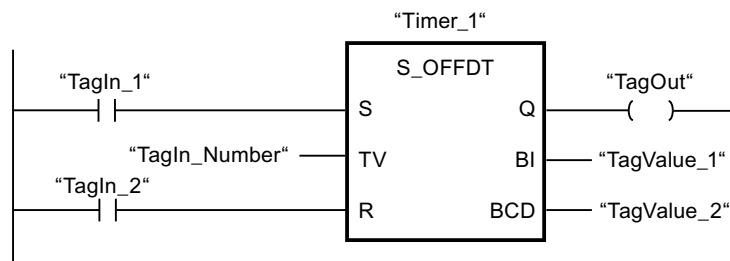 “Timer_1“
S_OFFDT
“TagIn_1“
“TagOut“
S
Q
“TagIn_Number“
TV
BI
“TagValue_1“
“TagIn_2“
R
BCD
“TagValue_2“